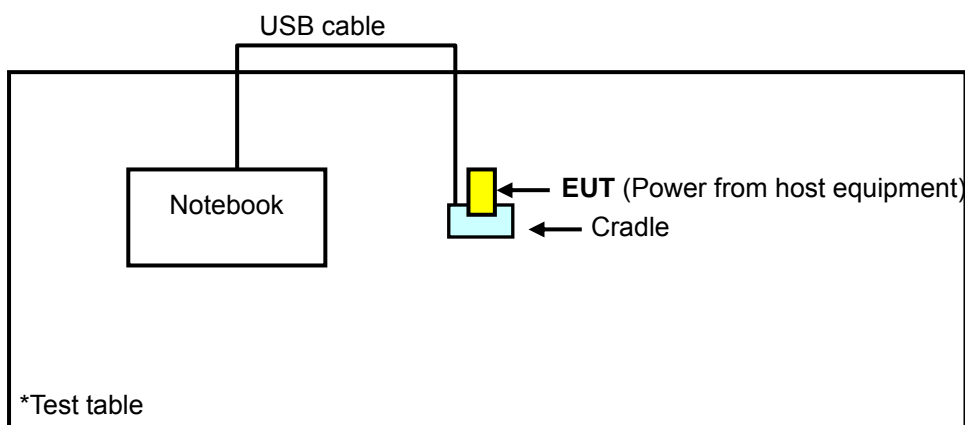 USB cable
Notebook
EUT (Power from host equipment)
Cradle
*Test table